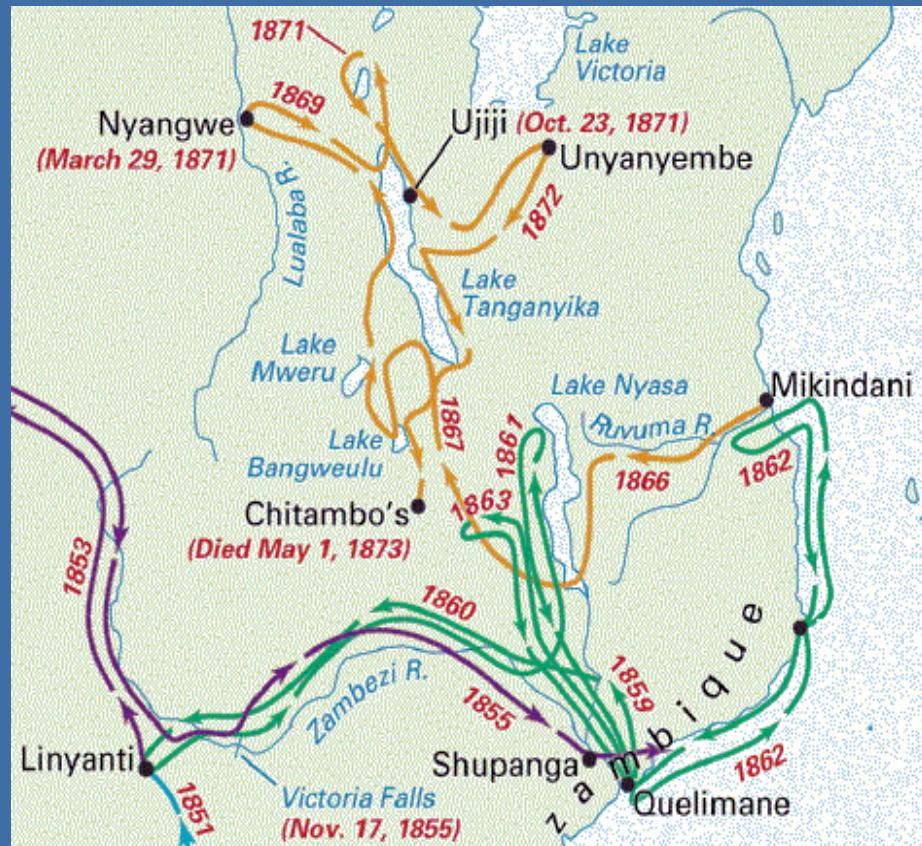 1871
Lake
Victoria
1869
Nyangwe
(March 29, 1871)
Ujiji (Oct. 23, 1871)
Unyanyembe
1872
Lualaba R.
Lake
Tanganyika
Lake
Mweru
Lake Nyasa
Mikindani
Ruvuma R.
1867
1861
1862
Lake
Bangweulu
1866
Chitambo's
(Died May 1, 1873)
1863
1853
1860
Zambezi R.
1855
1859
zambique
Linyanti
Shupanga
1862
Quelimane
1851
Victoria Falls
(Nov. 17, 1855)